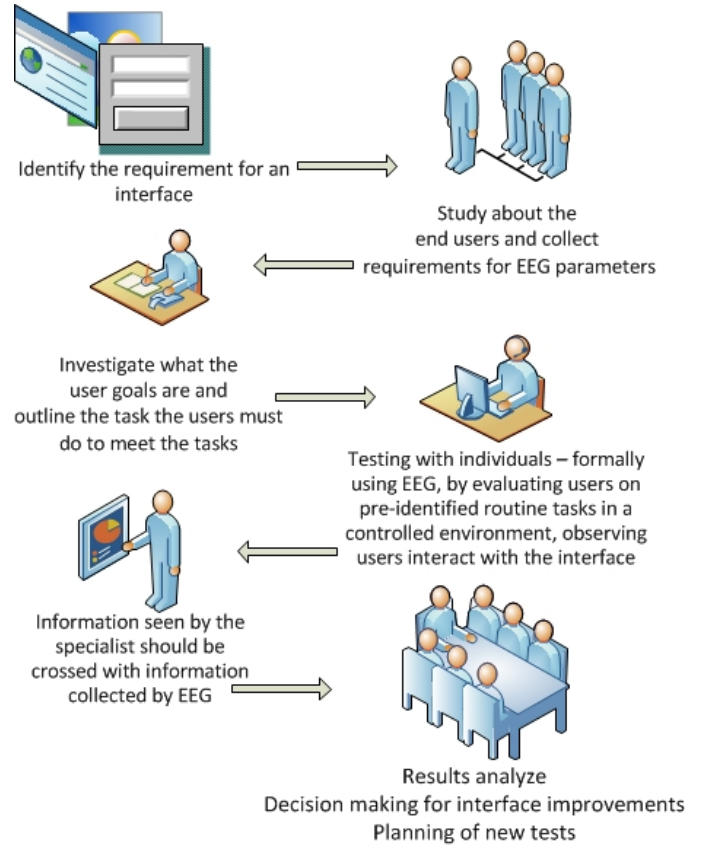 Identify the requirement for an
interface
Study about the
end users and collect
requirements for EEG parameters
Investigate what the
user goals are and
outline the task the users must
do to meet the tasks
Testing with individuals – formally
using EEG, by evaluating users on
pre-identified routine tasks in a
controlled environment, observing
users interact with the interface
Information seen by the
specialist should be
crossed with information
collected by EEG
Results analyze
Decision making for interface improvements
Planning of new tests